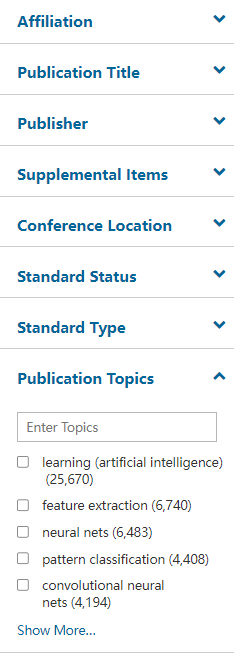 Affiliation
Publication Title
Publisher
Supplemental Items
Conference Location
Standard Status
Standard Type
Publication Topics
Enter Topics
learning (artificial intelligence)
(25,670)
feature extraction (6,740)
neural nets (6,483)
pattern classification (4,408)
convolutional neural
nets (4,194)
Show More...